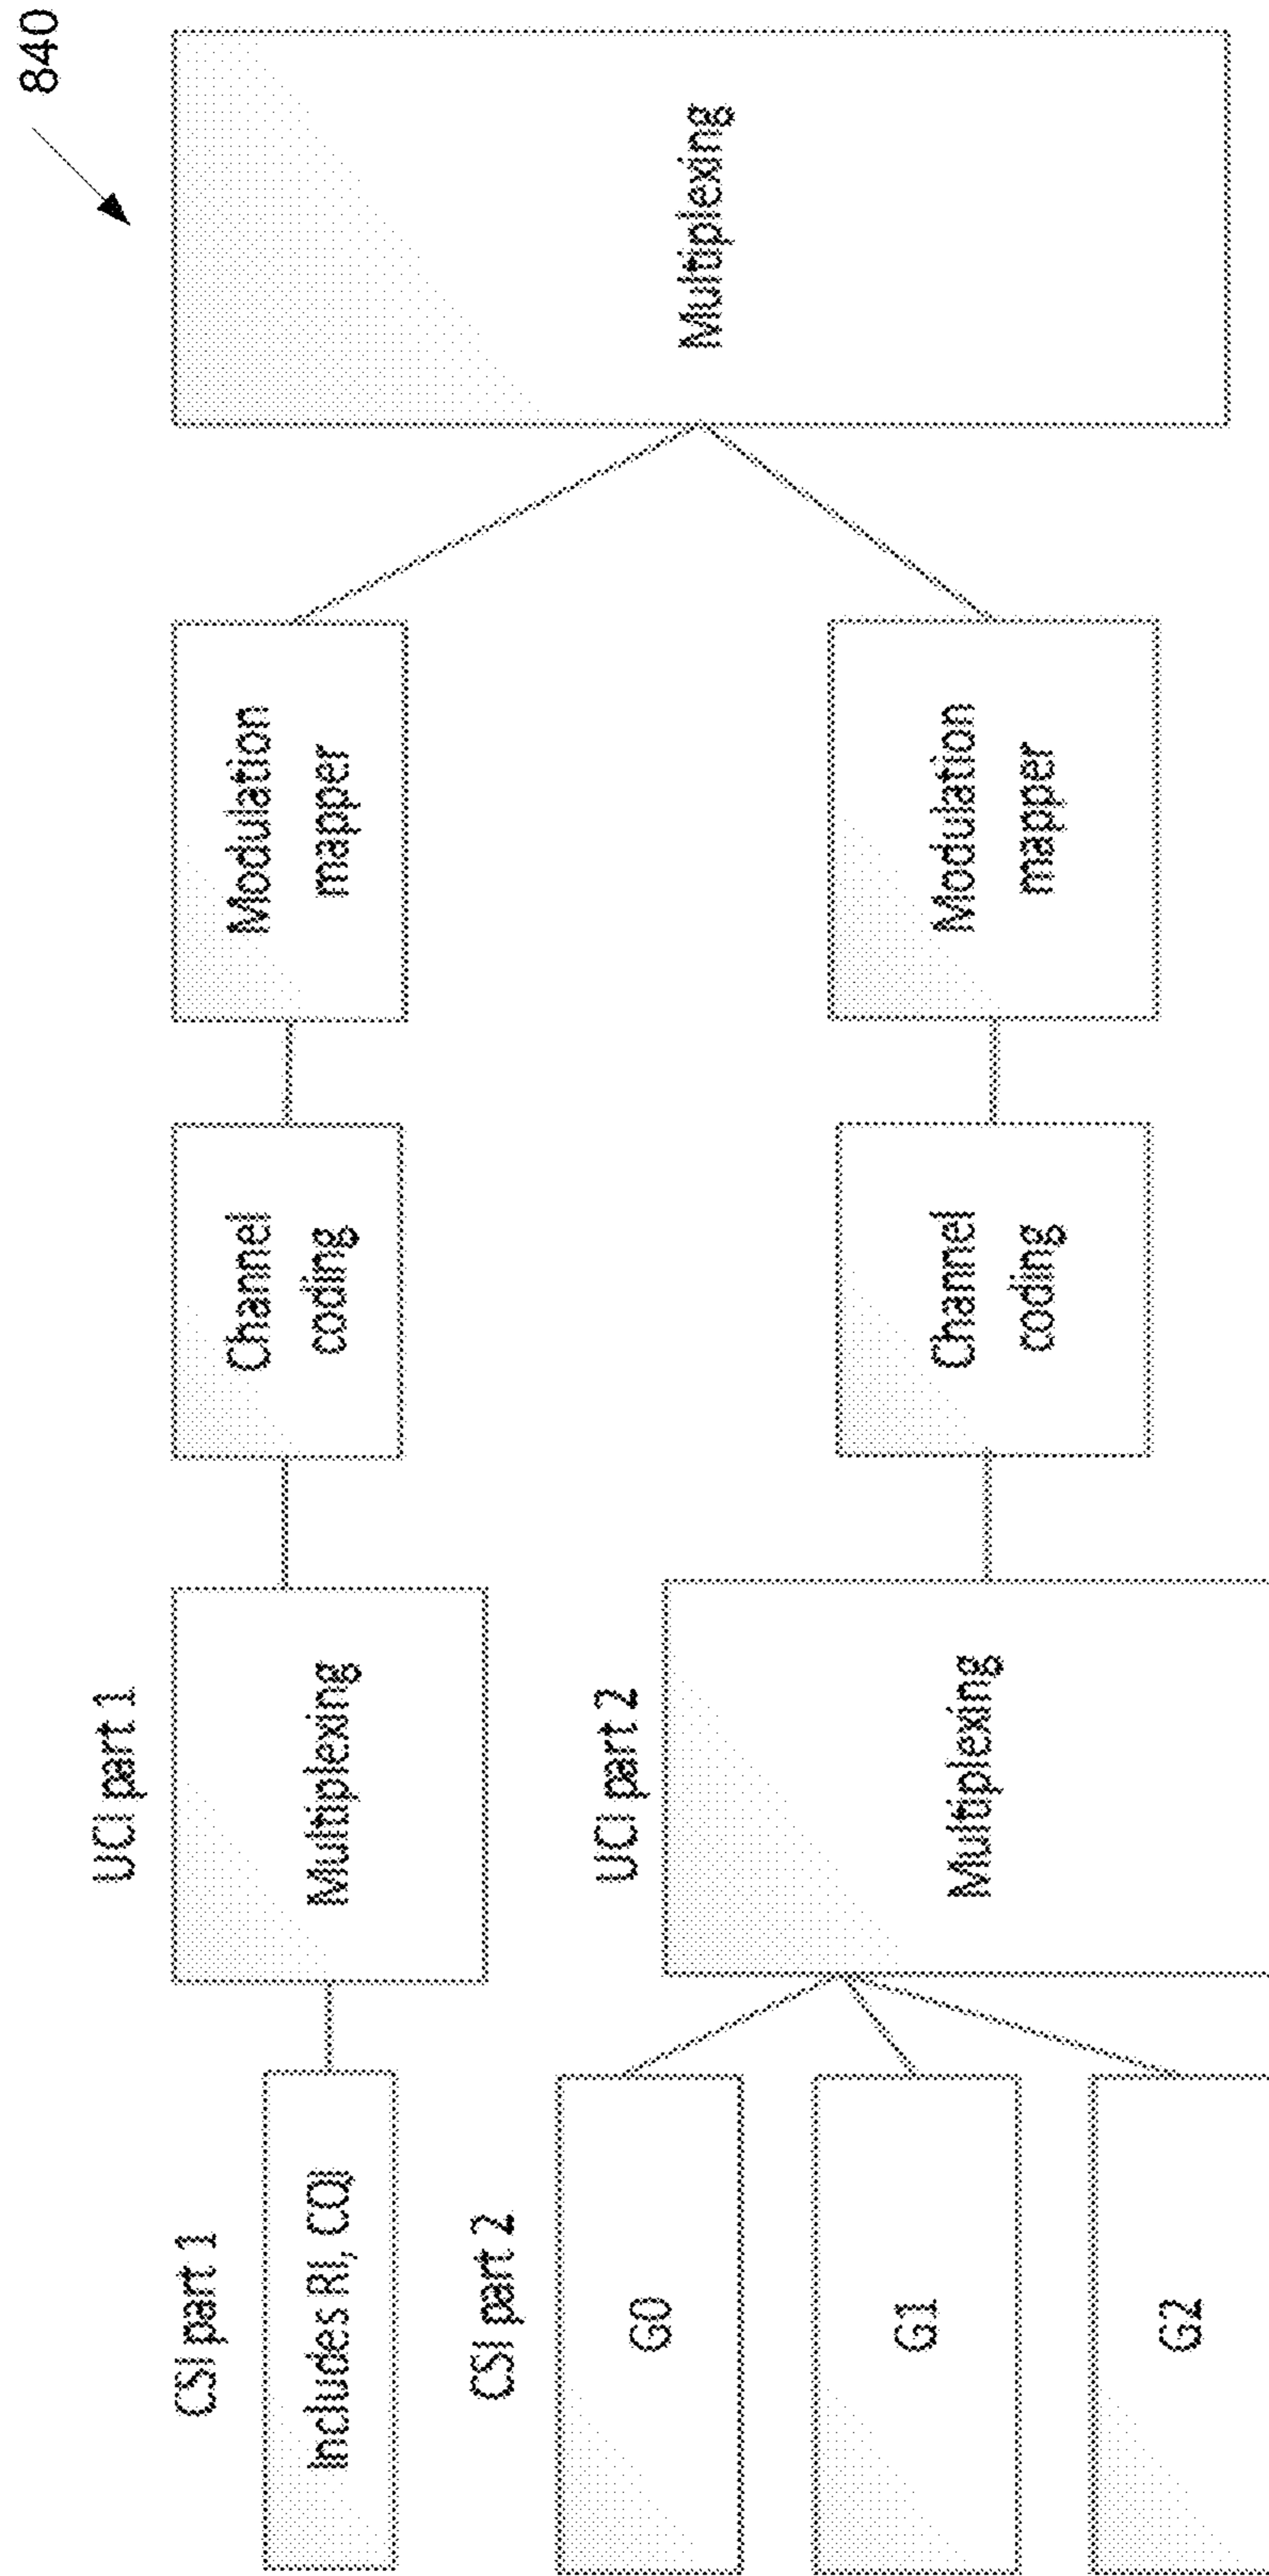 840
CSI part 1
Includes RI, CQI
UCI part 1
Multiplexing
Channel
coding
Modulation
mapper
Multiplexing
CSI part 2
G0
G1
G2
UCI part 2
Multiplexing
Channel
coding
Modulation
mapper